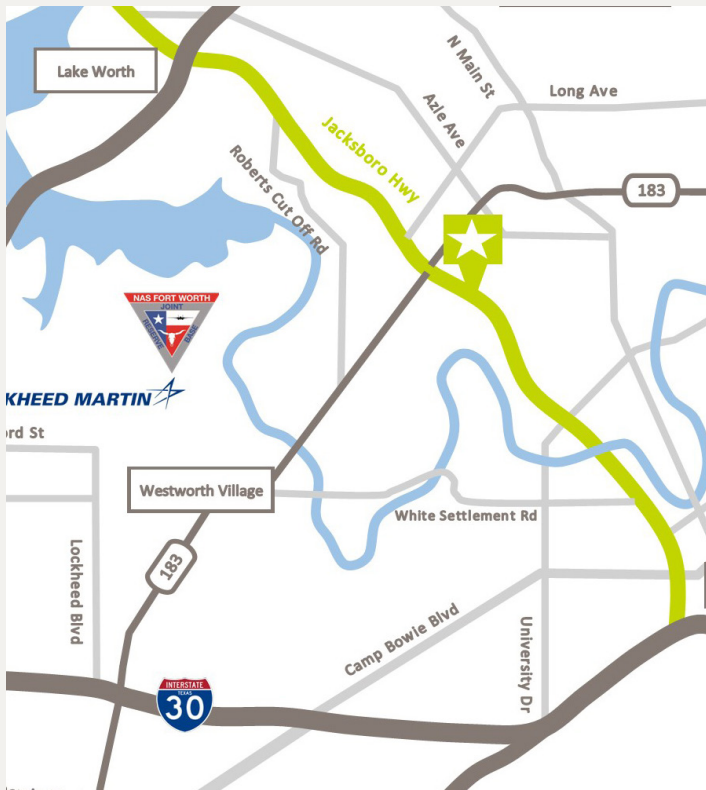 N Main St
Lake Worth
Long Ave
Azle Ave
Jacksboro Hwy
Roberts Cut Off Rd
183
NAS FORT WORTH
JOINT
RESERVE
BASE
KHEED MARTIN
ord St
Westworth Village
White Settlement Rd
183
Lockheed Blvd
Camp Bowie Blvd
University Dr
INTERSTATE
TEXAS
30